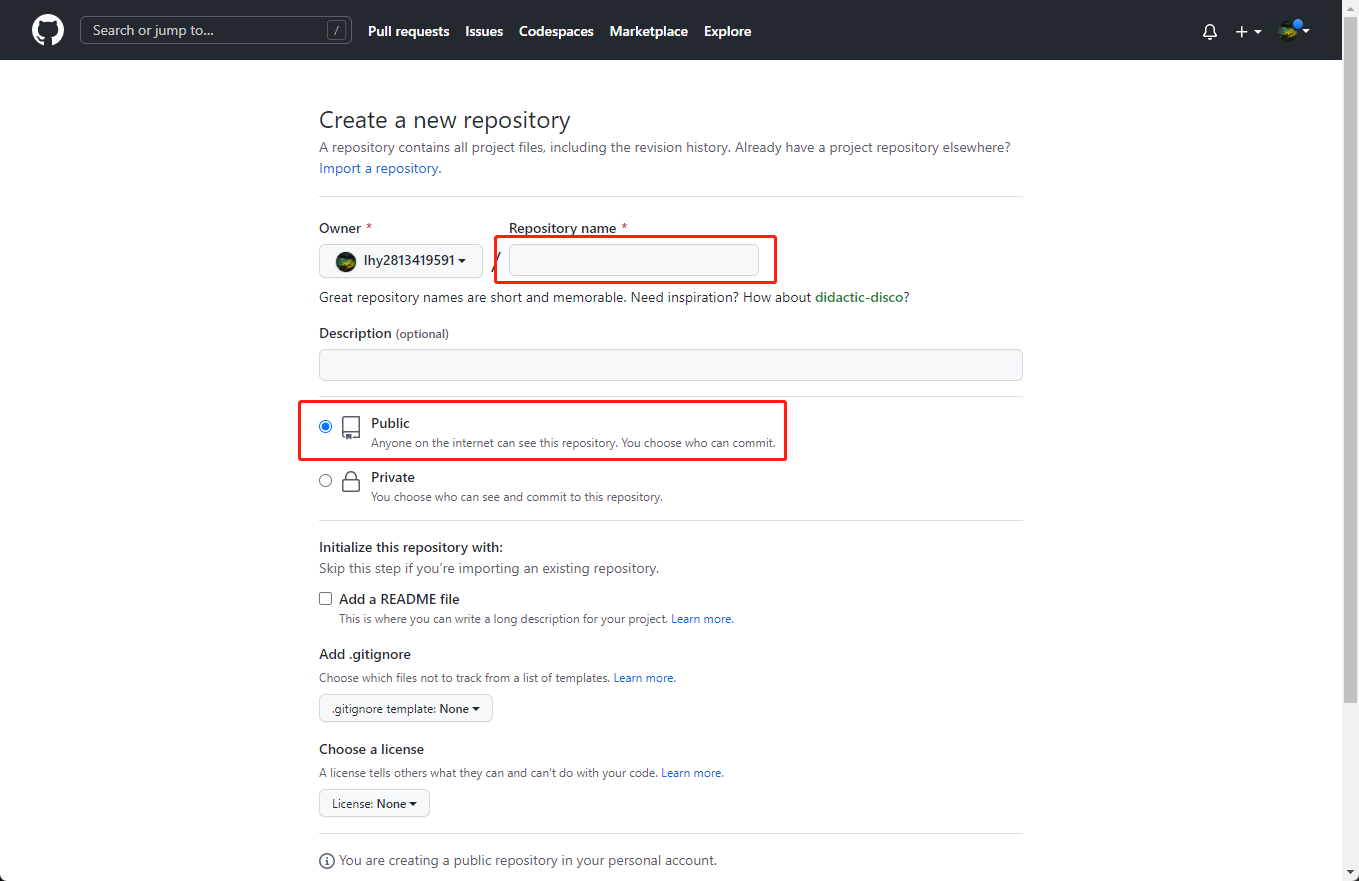 Search or jump to...
/
Pull requests
Issues
Codespaces
Marketplace
Explore
Create a new repository
A repository contains all project files, including the revision history. Already have a project repository elsewhere?
Import a repository.
Owner *
Repository name *
lhy2813419591
/
Great repository names are short and memorable. Need inspiration? How about didactic-disco?
Description (optional)
Public
Anyone on the internet can see this repository. You choose who can commit.
Private
You choose who can see and commit to this repository.
Initialize this repository with:
Skip this step if you’re importing an existing repository.
Add a README file
This is where you can write a long description for your project. Learn more.
Add .gitignore
Choose which files not to track from a list of templates. Learn more.
.gitignore template: None
Choose a license
A license tells others what they can and can't do with your code. Learn more.
License: None
You are creating a public repository in your personal account.